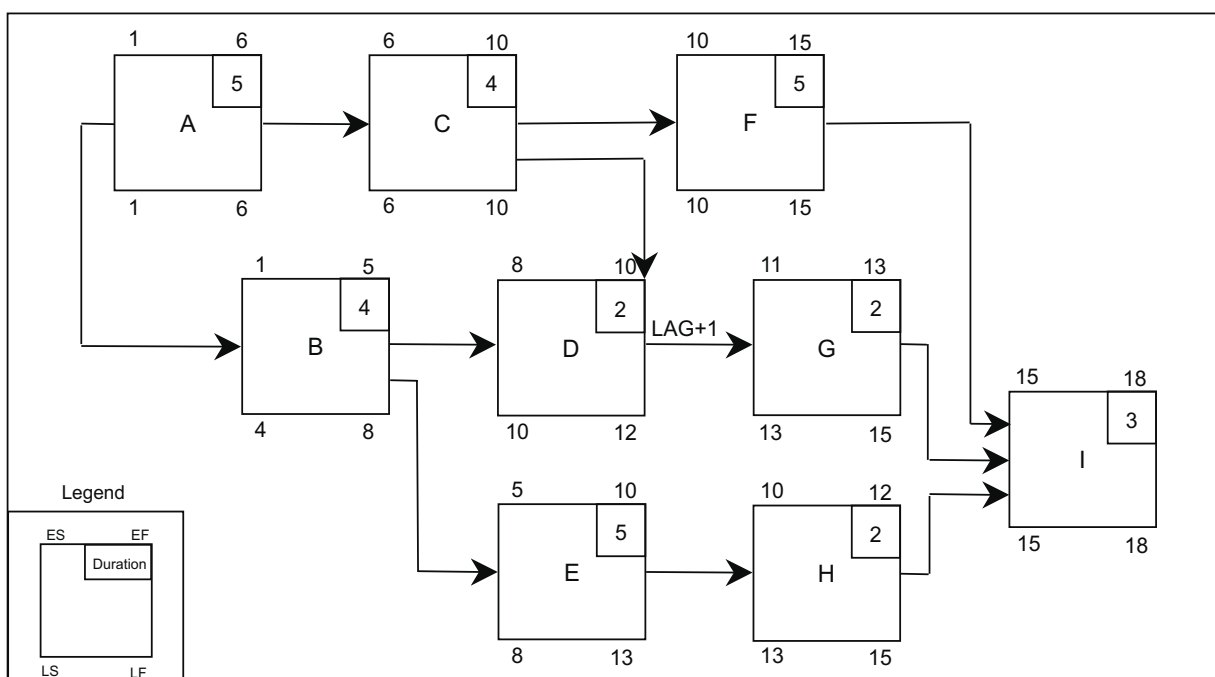 1 6 6 10 10 15
5 4 5
A C F
1 6 6 10 10 15
1 5 8 10 11 13
4 2 2
LAG+1
B D G
15 18
4 8 10 12 13 15
3
I
Legend
5 10 10 12
ES EF
5 2
15 18
Duration
E H
8 13 13 15
LS LF